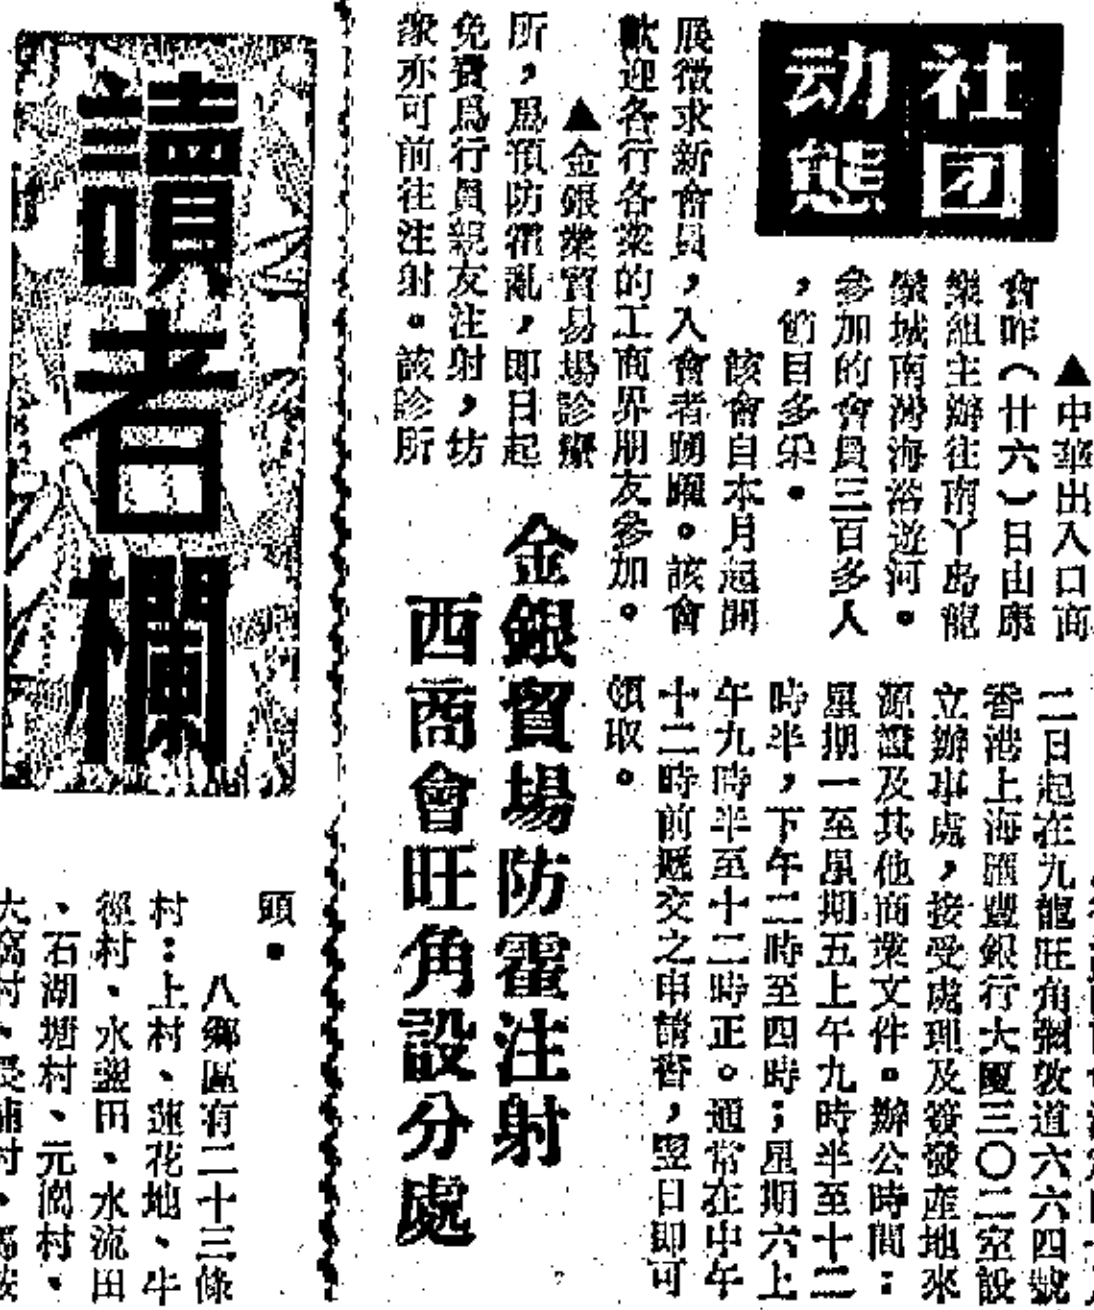 社团
动態
▲中華出入口商
會昨（廿六）日由康
樂組主辦往南丫島龍
城南灣海浴遊河。
參加的會員三百多人
，節目多采。
該會自本月起開
展徵求新會員，入會者踴躍。該會
歡迎各行各業的工商界朋友參加。
▲金銀業貿易場診療
所，爲預防霍亂，即日起
免費爲行員親友注射，坊
衆亦可前往注射。該診所
金銀貿場防霍注射
西商會旺角設分處
二日起在九龍旺角彌敦道六六四號
香港上海匯豐銀行大廈三〇二室設
立辦事處，接受處理及簽發產地來
源證及其他商業文件。辦公時間：
星期一至星期五上午九時半至十二
時半，下午二時至四時；星期六上
午九時半至十二時正。通常在中午
十二時前遞交之申請書，翌日即可
領取。
讀者欄
頭。
八鄉區有二十三條
村：上村、蓮花地、牛
徑村、水盞田、水流田
、石湖塘村、元崗村、
大窩村、長埔村、馬鞍